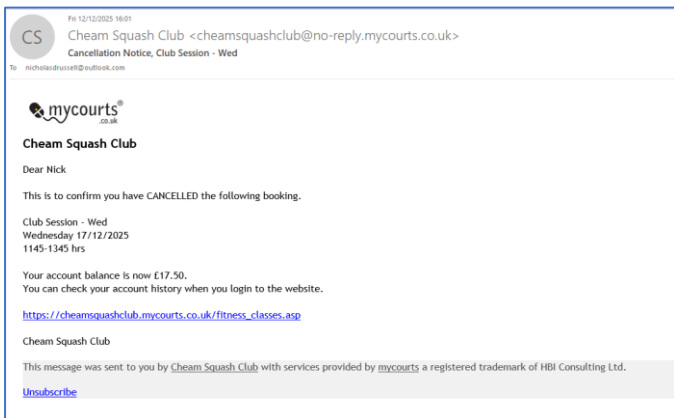 CS
Fri 12/12/2025 16:01
Cheam Squash Club <cheamsquashclub@no-reply.mycourts.co.uk>
Cancellation Notice, Club Session - Wed
To nicholasdrussell@outlook.com
mycourts®
.co.uk
Cheam Squash Club
Dear Nick
This is to confirm you have CANCELLED the following booking.
Club Session - Wed
Wednesday 17/12/2025
1145-1345 hrs
Your account balance is now £17.50.
You can check your account history when you login to the website.
https://cheamsquashclub.mycourts.co.uk/fitness_classes.asp
Cheam Squash Club
This message was sent to you by Cheam Squash Club with services provided by mycourts a registered trademark of HBI Consulting Ltd.
Unsubscribe